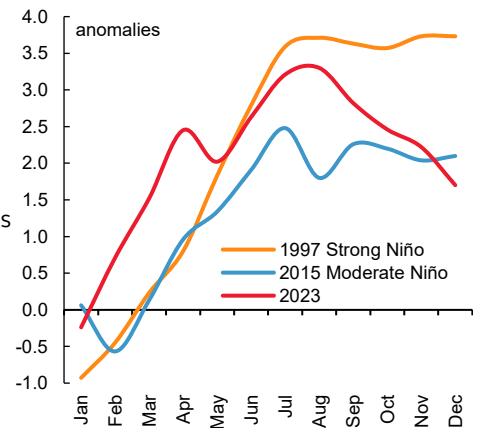 4.0
anomalies
3.5
3.0
2.5
2.0
1.5
S
1.0
1997 Strong Niño
0.5
2015 Moderate Niño
2023
0.0
-0.5
-1.0
Jan Feb Mar Apr May Jun Jul Aug Sep Oct Nov Dec